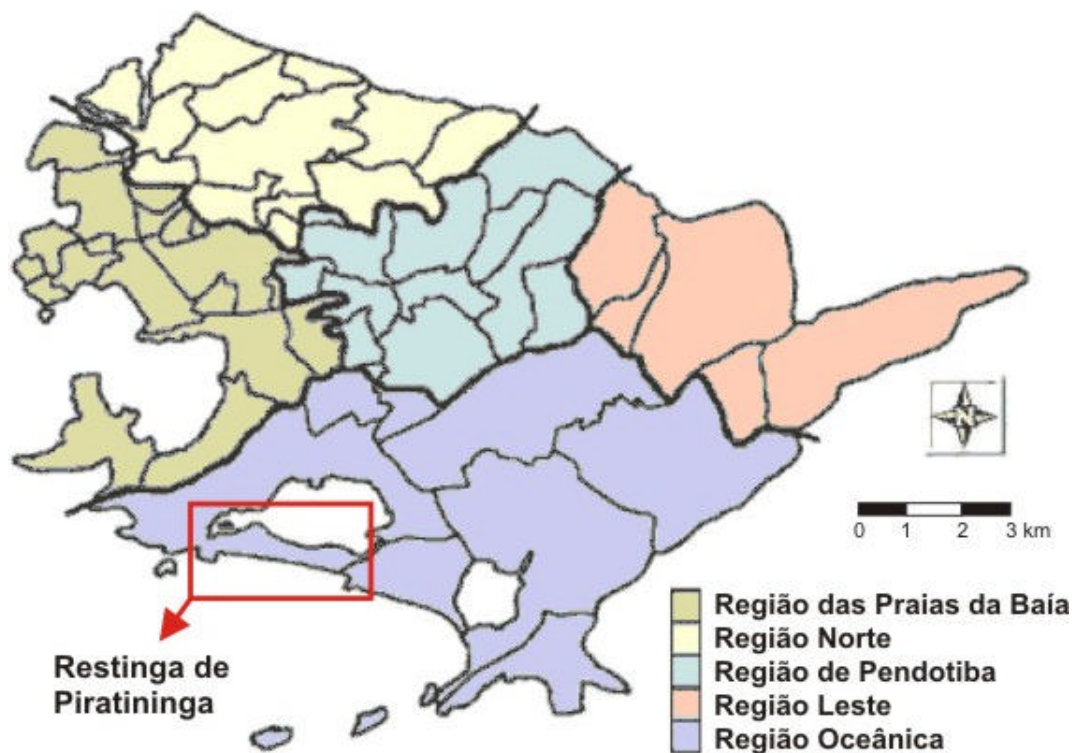 N
0 1 2 3 km
Região das Praias da Baía
Região Norte
Região de Pendotiba
Região Leste
Região Oceânica
Restinga de
Piratininga